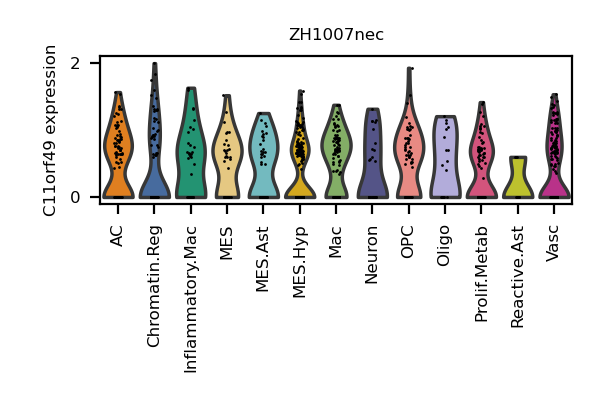 ZH1007nec
C11orf49 expression
2
0
AC
Chromatin.Reg
Inflammatory.Mac
MES
MES.Ast
MES.Hyp
Mac
Neuron
OPC
Oligo
Prolif.Metab
Reactive.Ast
Vasc